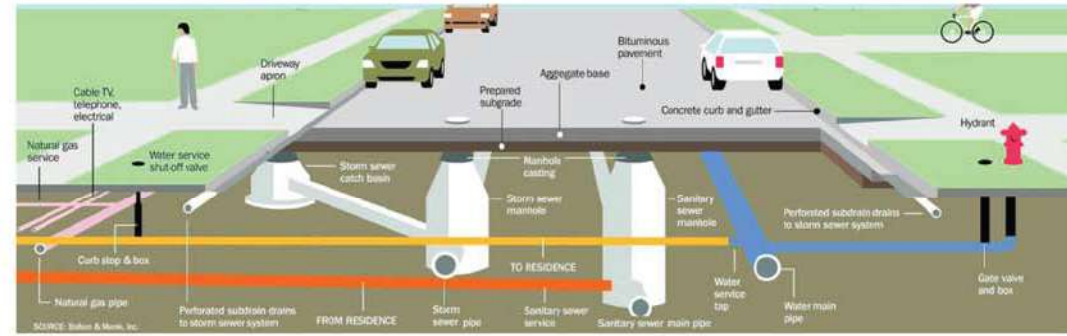 Cable TV,
telephone,
electrical
Natural gas
service
Water service
shut-off valve
Driveway
apron
Prepared
subgrade
Aggregate base
Bituminous
pavement
Concrete curb and gutter
Hydrant
Storm sewer
catch basin
Manhole
casting
Storm sewer
manhole
Sanitary
sewer
manhole
Perforated subdrain drains
to storm sewer system
Curb stop & box
TO RESIDENCE
Natural gas pipe
Perforated subdrain drains
to storm sewer system
FROM RESIDENCE
Storm
sewer pipe
Sanitary sewer
service
Sanitary sewer main pipe
Water
service
tap
Water main
pipe
Gate valve
and box
SOURCE: Bolton & Menk, Inc.